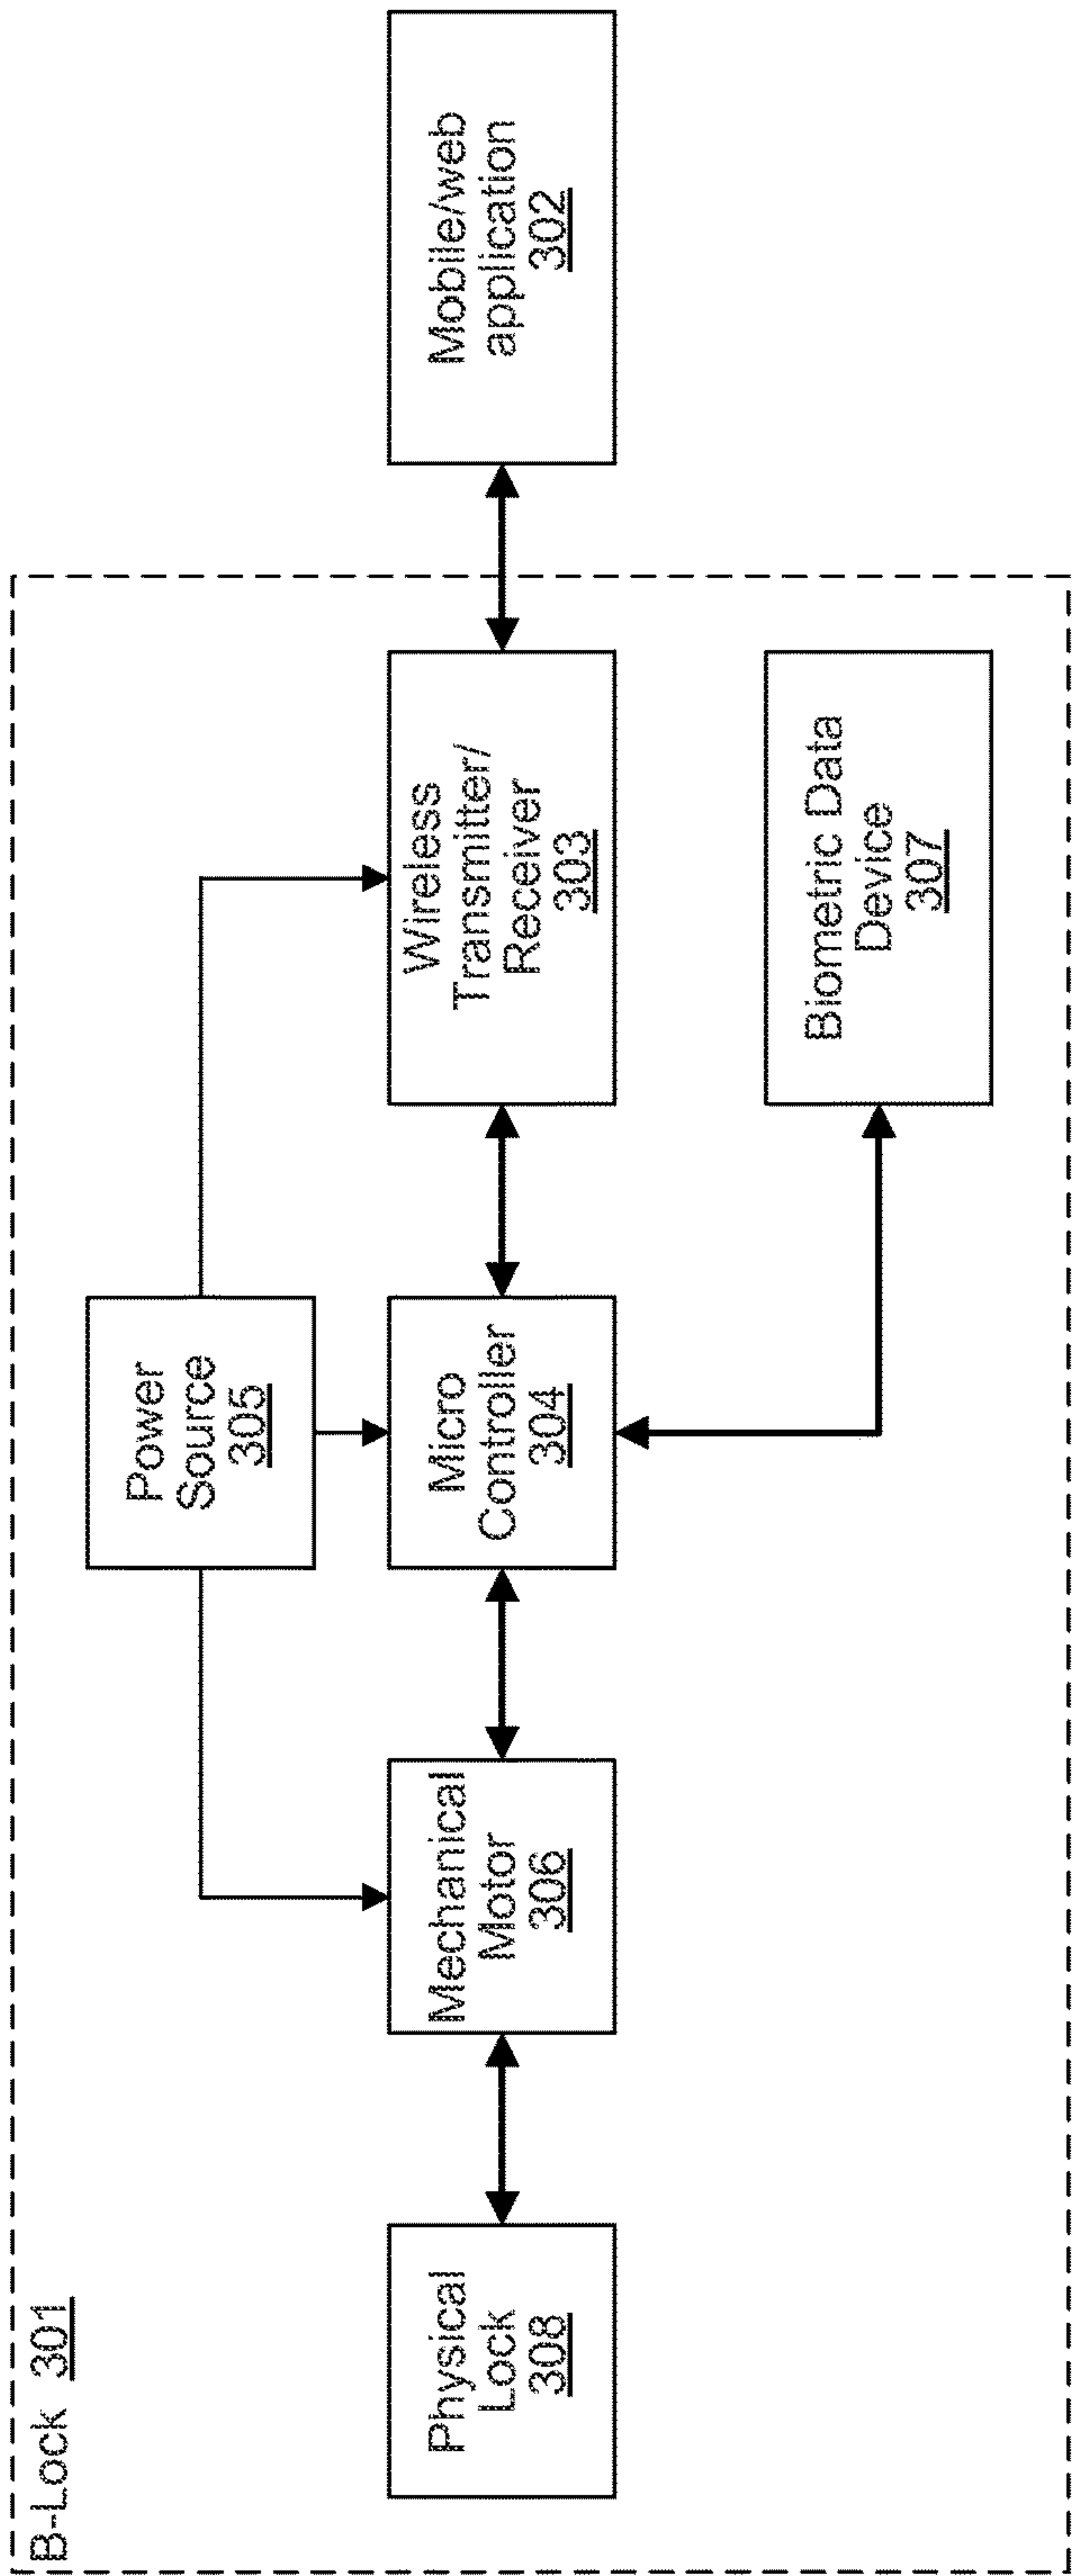 B-Lock 301
Power
Source
305
Physical
Lock
308
Mechanical
Motor
306
Micro
Controller
304
Wireless
Transmitter/
Receiver
303
Mobile/web
application
302
Biometric Data
Device
307